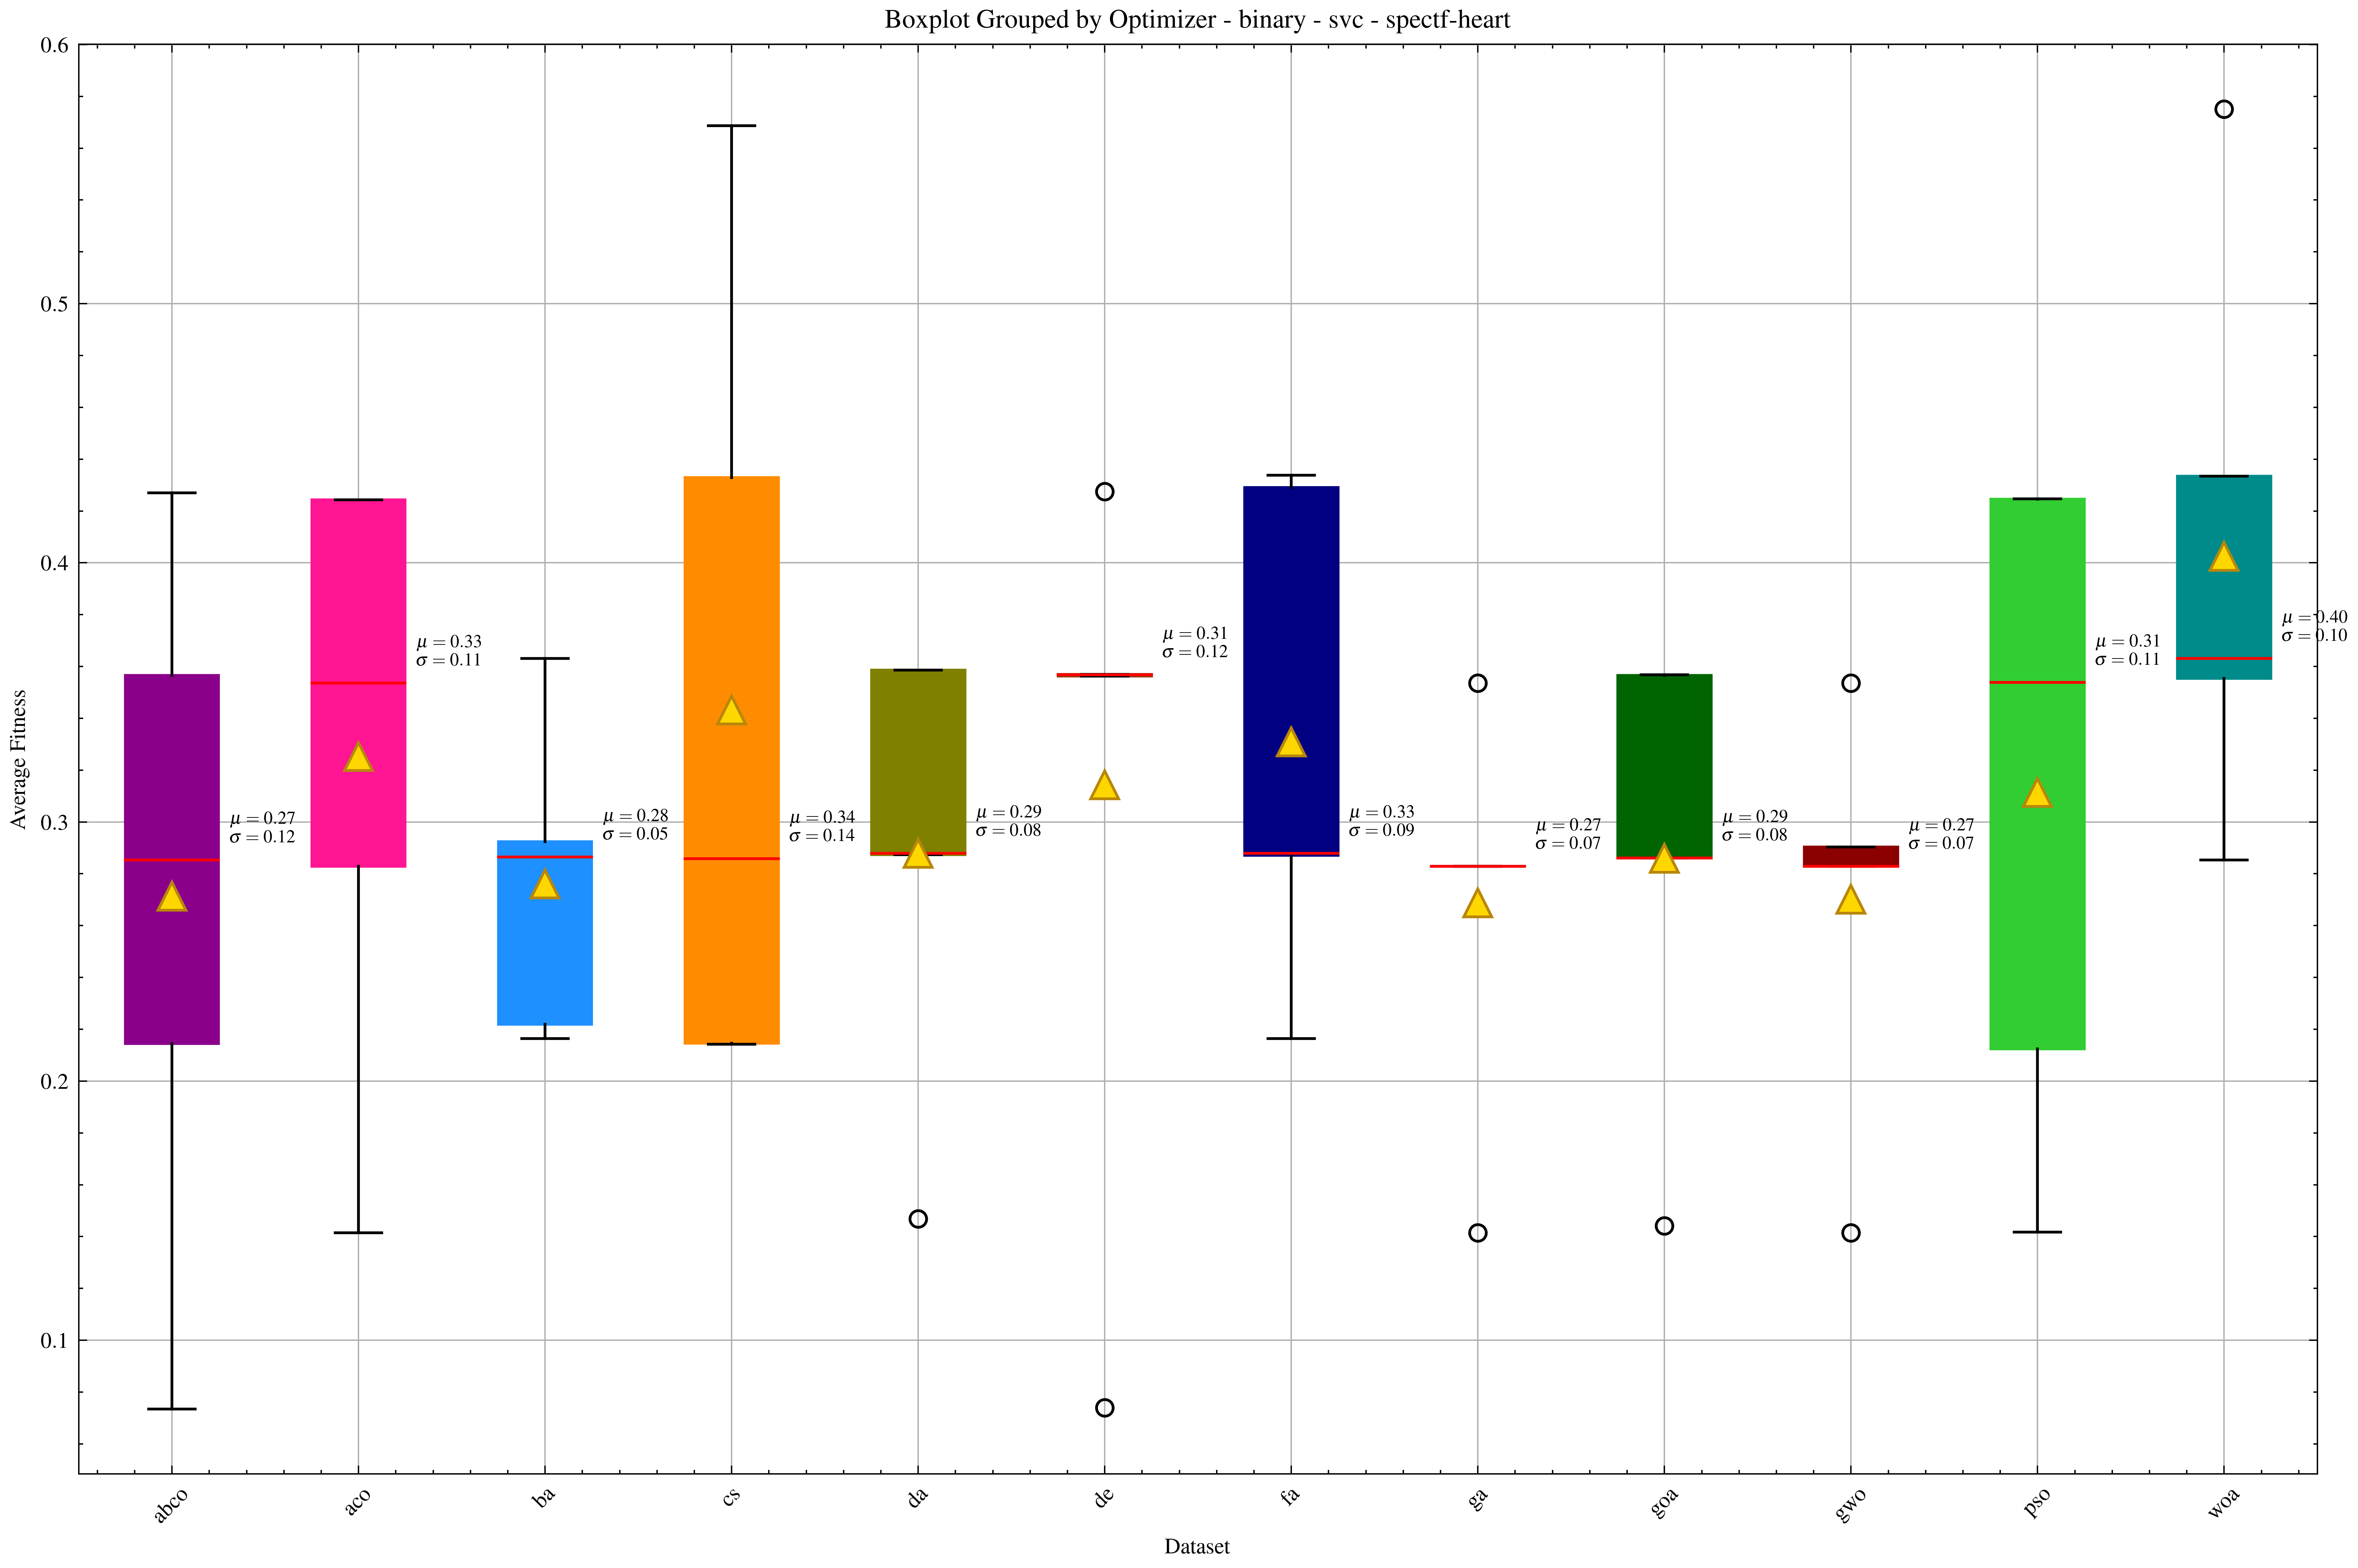 Boxplot Grouped by Optimizer - binary - svc - spectf-heart
Average Fitness
0.6
0.5
0.4
0.3
0.2
0.1
μ = 0.27
σ = 0.12
μ = 0.33
σ = 0.11
μ = 0.28
σ = 0.05
μ = 0.34
σ = 0.14
μ = 0.29
σ = 0.08
μ = 0.31
σ = 0.12
μ = 0.33
σ = 0.09
μ = 0.27
σ = 0.07
μ = 0.29
σ = 0.08
μ = 0.27
σ = 0.07
μ = 0.31
σ = 0.11
μ = 0.40
σ = 0.10
abco
aco
ba
cs
da
de
fa
ga
goa
gwo
pso
woa
Dataset